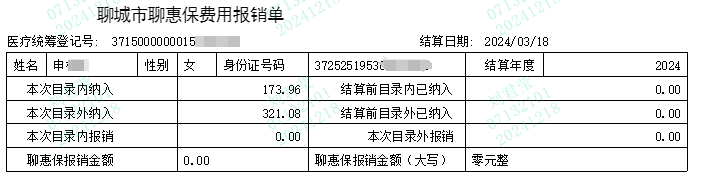 聊城市聊惠保费用报销单
医疗统筹登记号: 3715000000015 结算日期: 2024/03/18
姓名 申 性别 女 身份证号码 3725251953 结算年度 2024
本次目录内纳入 173.96 结算前目录内已纳入 0.00
本次目录外纳入 321.08 结算前目录外已纳入 0.00
本次目录内报销 0.00 本次目录外报销 0.00
聊惠保报销金额 0.00 聊惠保报销金额（大写） 零元整